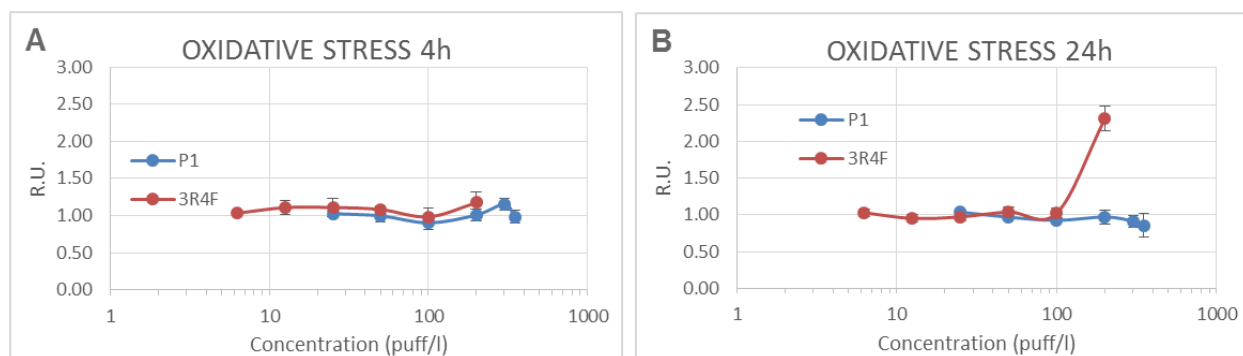 A
OXIDATIVE STRESS 4h
3.00
2.50
2.00
1.50
1.00
0.50
0.00
R.U.
P1
3R4F
1 10 100 1000
Concentration (puff/l)
B
OXIDATIVE STRESS 24h
3.00
2.50
2.00
1.50
1.00
0.50
0.00
R.U.
P1
3R4F
1 10 100 1000
Concentration (puff/l)